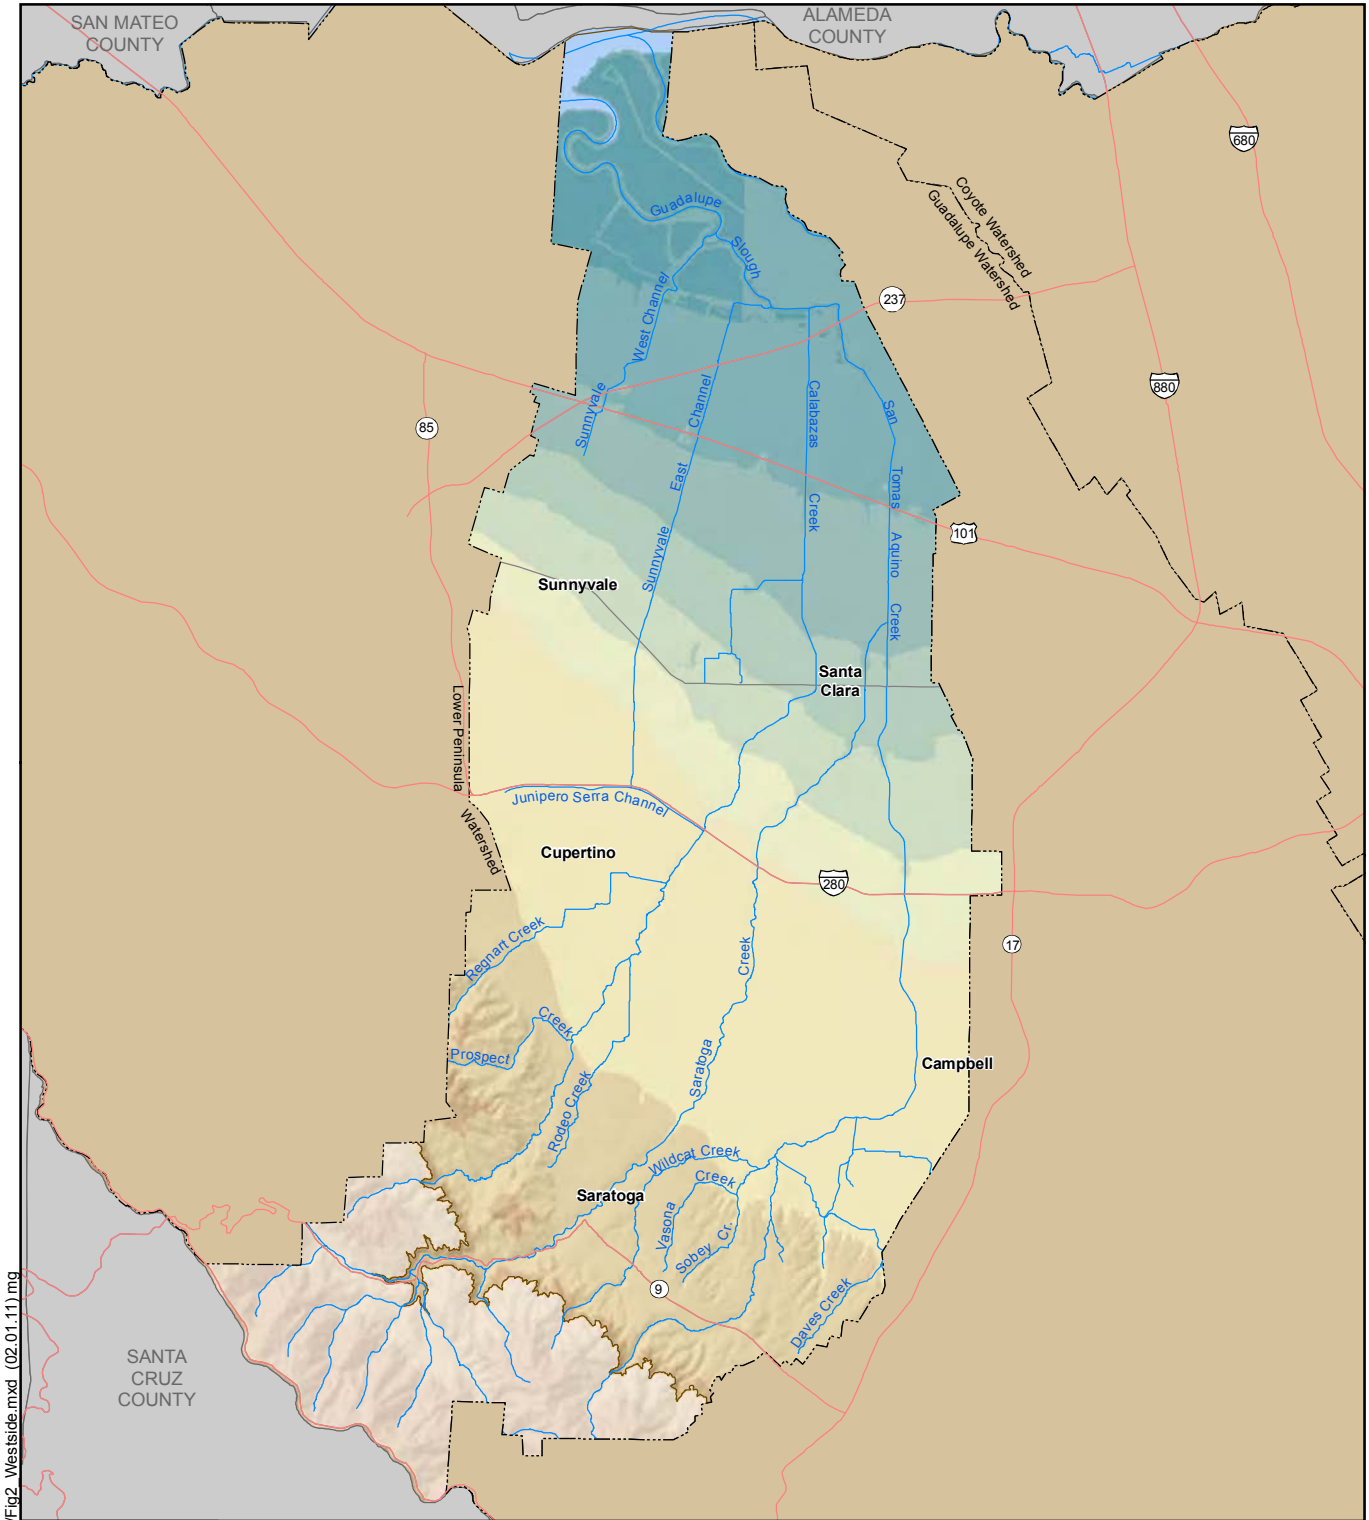 SAN MATEO
COUNTY
ALAMEDA
COUNTY
680
Coyote Watershed
Guadalupe Watershed
Guadalupe
Slough
237
West Channel
Sunnyvale
880
85
Channel
East
Sunnyvale
Calabazas
Creek
San
Tomas
Aquino
Creek
101
Sunnyvale
Santa
Clara
Lower Peninsula
Watershed
Junipero Serra Channel
Cupertino
280
Regnart Creek
17
Creek
Saratoga
Creek
Prospect
Rodeo Creek
Campbell
Wildcat Creek
Creek
Vasona
Saratoga
Sobey Cr.
9
Daves Creek
SANTA
CRUZ
COUNTY
/Fig2_Westside.mxd (02.01.11) mg